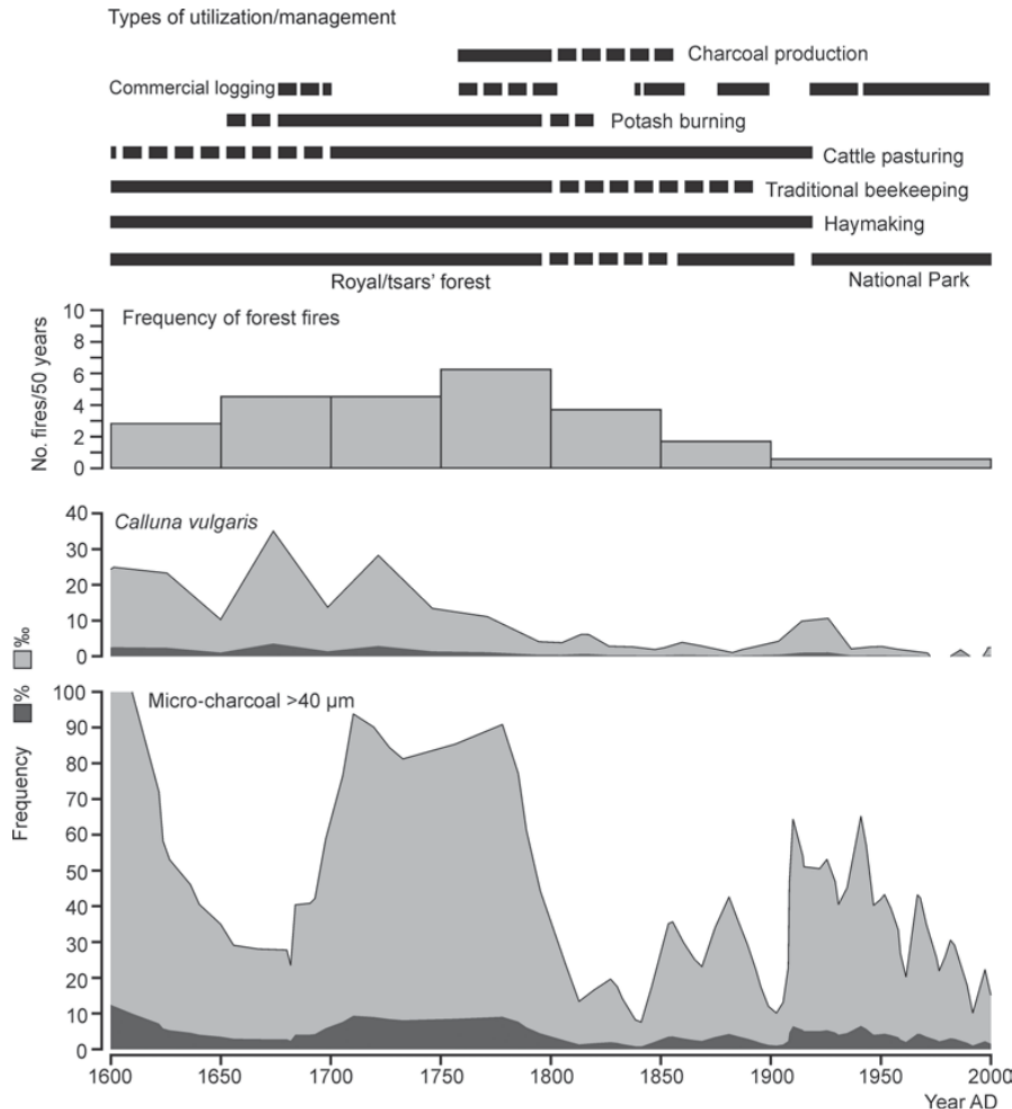 Types of utilization/management
Charcoal production
Commercial logging
Potash burning
Cattle pasturing
Traditional beekeeping
Haymaking
Royal/tsars' forest
National Park
Frequency of forest fires
No. fires/50 years
10
8
6
4
2
0
Calluna vulgaris
40
30
20
10
0
Micro-charcoal >40 µm
Frequency
%
‰
100
90
80
70
60
50
40
30
20
10
0
1600 1650 1700 1750 1800 1850 1900 1950 2000
Year AD